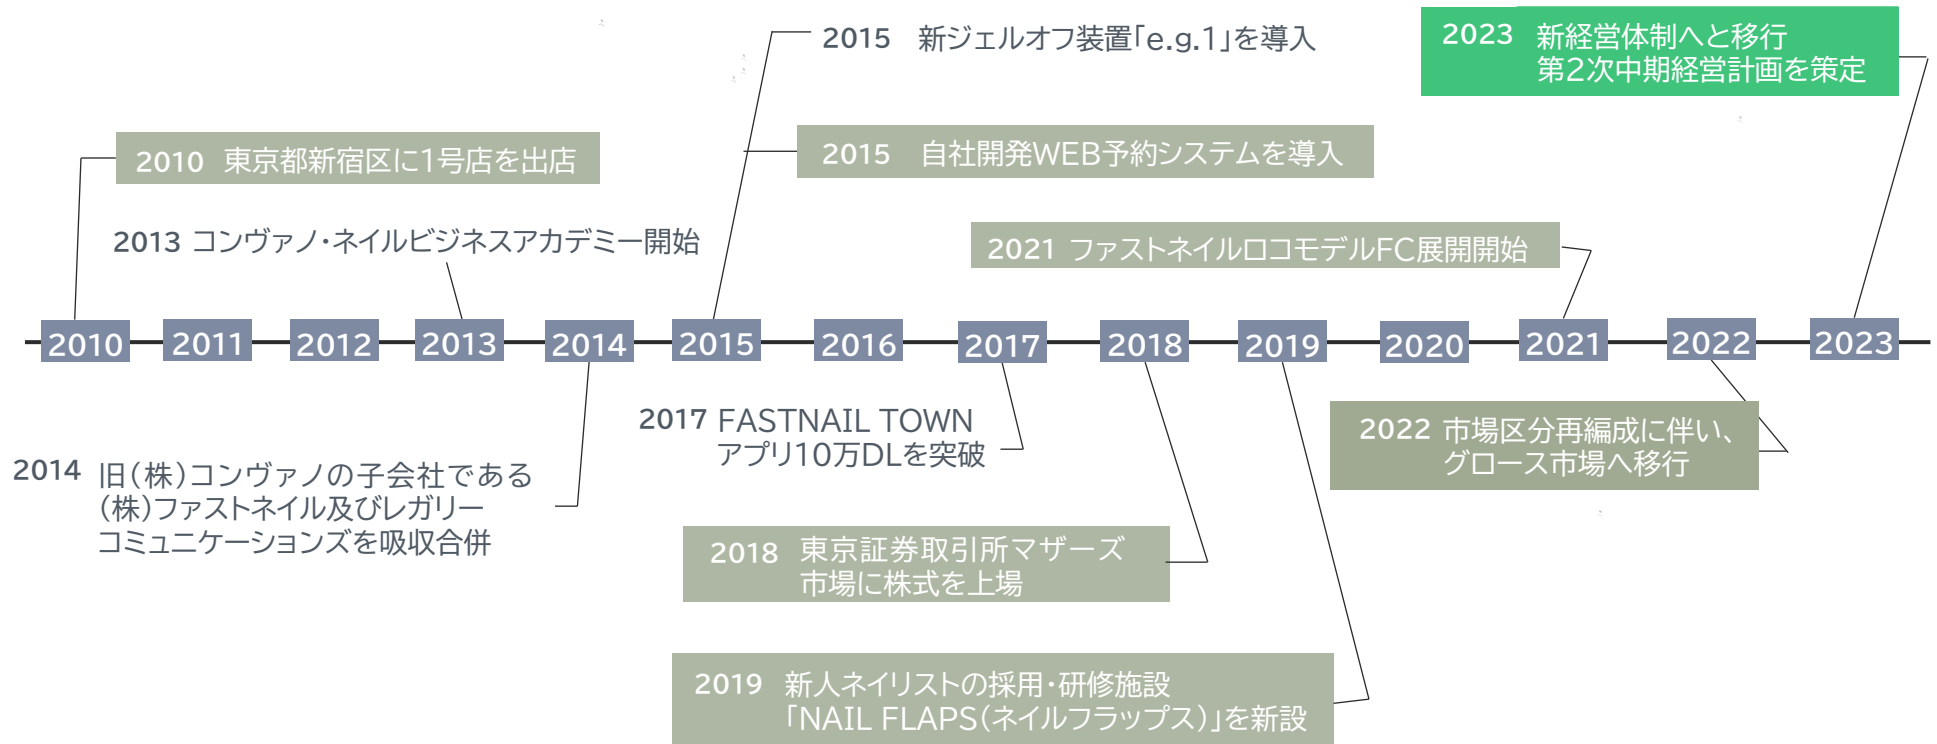 2015 新ジェルオフ装置「e.g.1」を導入
2023 新経営体制へと移行
第2次中期経営計画を策定
2010 東京都新宿区に1号店を出店
2015 自社開発WEB予約システムを導入
2013 コンヴァノ・ネイルビジネスアカデミー開始
2021 ファストネイルロコモデルFC展開開始
2010 2011 2012 2013 2014 2015 2016 2017 2018 2019 2020 2021 2022 2023
2017 FASTNAIL TOWN
アプリ10万DLを突破
2022 市場区分再編成に伴い、
グロース市場へ移行
2014 旧(株)コンヴァノの子会社である
(株)ファストネイル及びレガリー
コミュニケーションズを吸収合併
2018 東京証券取引所マザーズ
市場に株式を上場
2019 新人ネイリストの採用・研修施設
「NAIL FLAPS(ネイルフラップス)」を新設